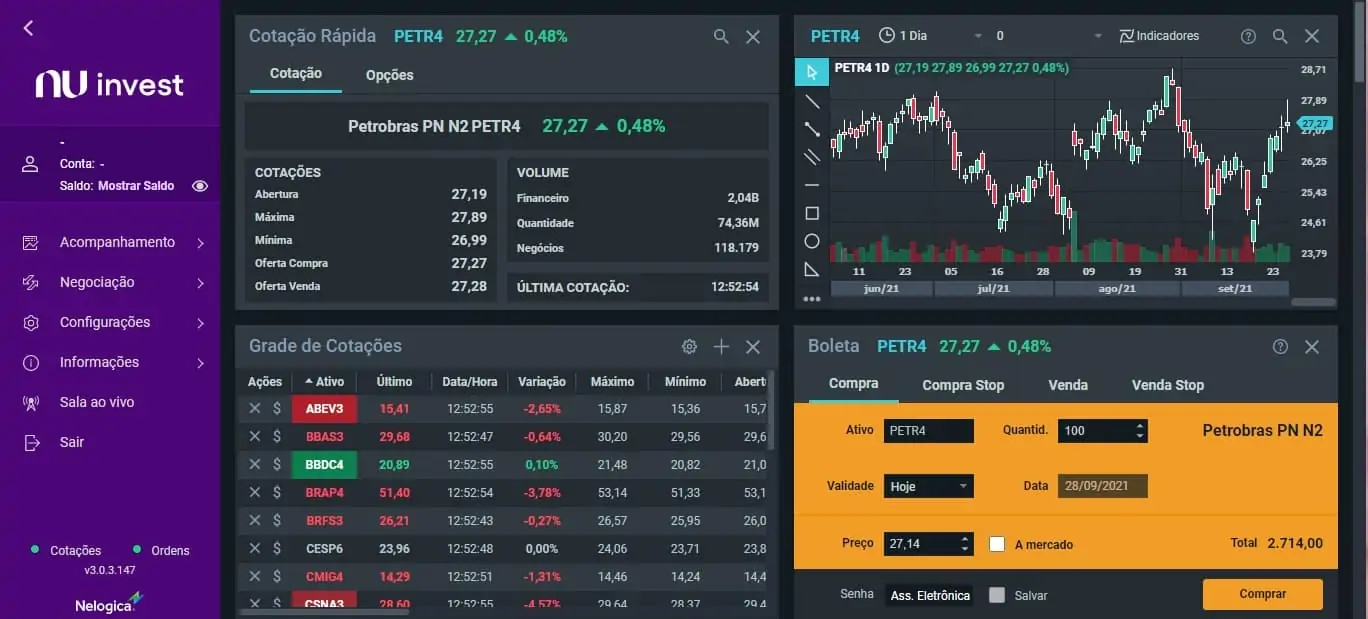 nu invest
-
Conta: -
Saldo: Mostrar Saldo
Acompanhamento
Negociação
Configurações
Informações
Sala ao vivo
Sair
Cotações Ordens
v3.0.3.147
Nelogica
Cotação Rápida PETR4 27,27 0,48%
Cotação Opções
Petrobras PN N2 PETR4 27,27 0,48%
COTAÇÕES
Abertura 27,19
Máxima 27,89
Mínima 26,99
Oferta Compra 27,27
Oferta Venda 27,28
VOLUME
Financeiro 2,04B
Quantidade 74,36M
Negócios 118.179
ÚLTIMA COTAÇÃO: 12:52:54
PETR4 1 Dia 0 Indicadores
PETR4 1D (27,19 27,89 26,99 27,27 0,48%)
28,71
27,89
27,27
27,07
26,25
25,43
24,61
23,79
11 23 05 16 28 09 19 31 13 23
jun/21 jul/21 ago/21 set/21
Grade de Cotações
Ações Ativo Último Data/Hora Variação Máximo Mínimo Abert
$ ABEV3 15,41 12:52:55 -2,65% 15,87 15,36 15,7
$ BBAS3 29,68 12:52:47 -0,64% 30,20 29,56 29,6
$ BBDC4 20,89 12:52:55 0,10% 21,48 20,82 21,0
$ BRAP4 51,40 12:52:54 -3,78% 53,14 51,33 53,1
$ BRFS3 26,21 12:52:43 -0,27% 26,57 25,95 26,0
$ CESP6 23,96 12:52:48 0,00% 24,06 23,71 23,8
$ CMIG4 14,29 12:52:51 -1,31% 14,46 14,24 14,4
$ CSNA3 28,60 12:52:55 -4,57% 29,64 28,37 29,4
Boleta PETR4 27,27 0,48%
Compra Compra Stop Venda Venda Stop
Ativo PETR4 Quantid. 100 Petrobras PN N2
Validade Hoje Data 28/09/2021
Preço 27,14 A mercado Total 2.714,00
Senha Ass. Eletrônica Salvar Comprar